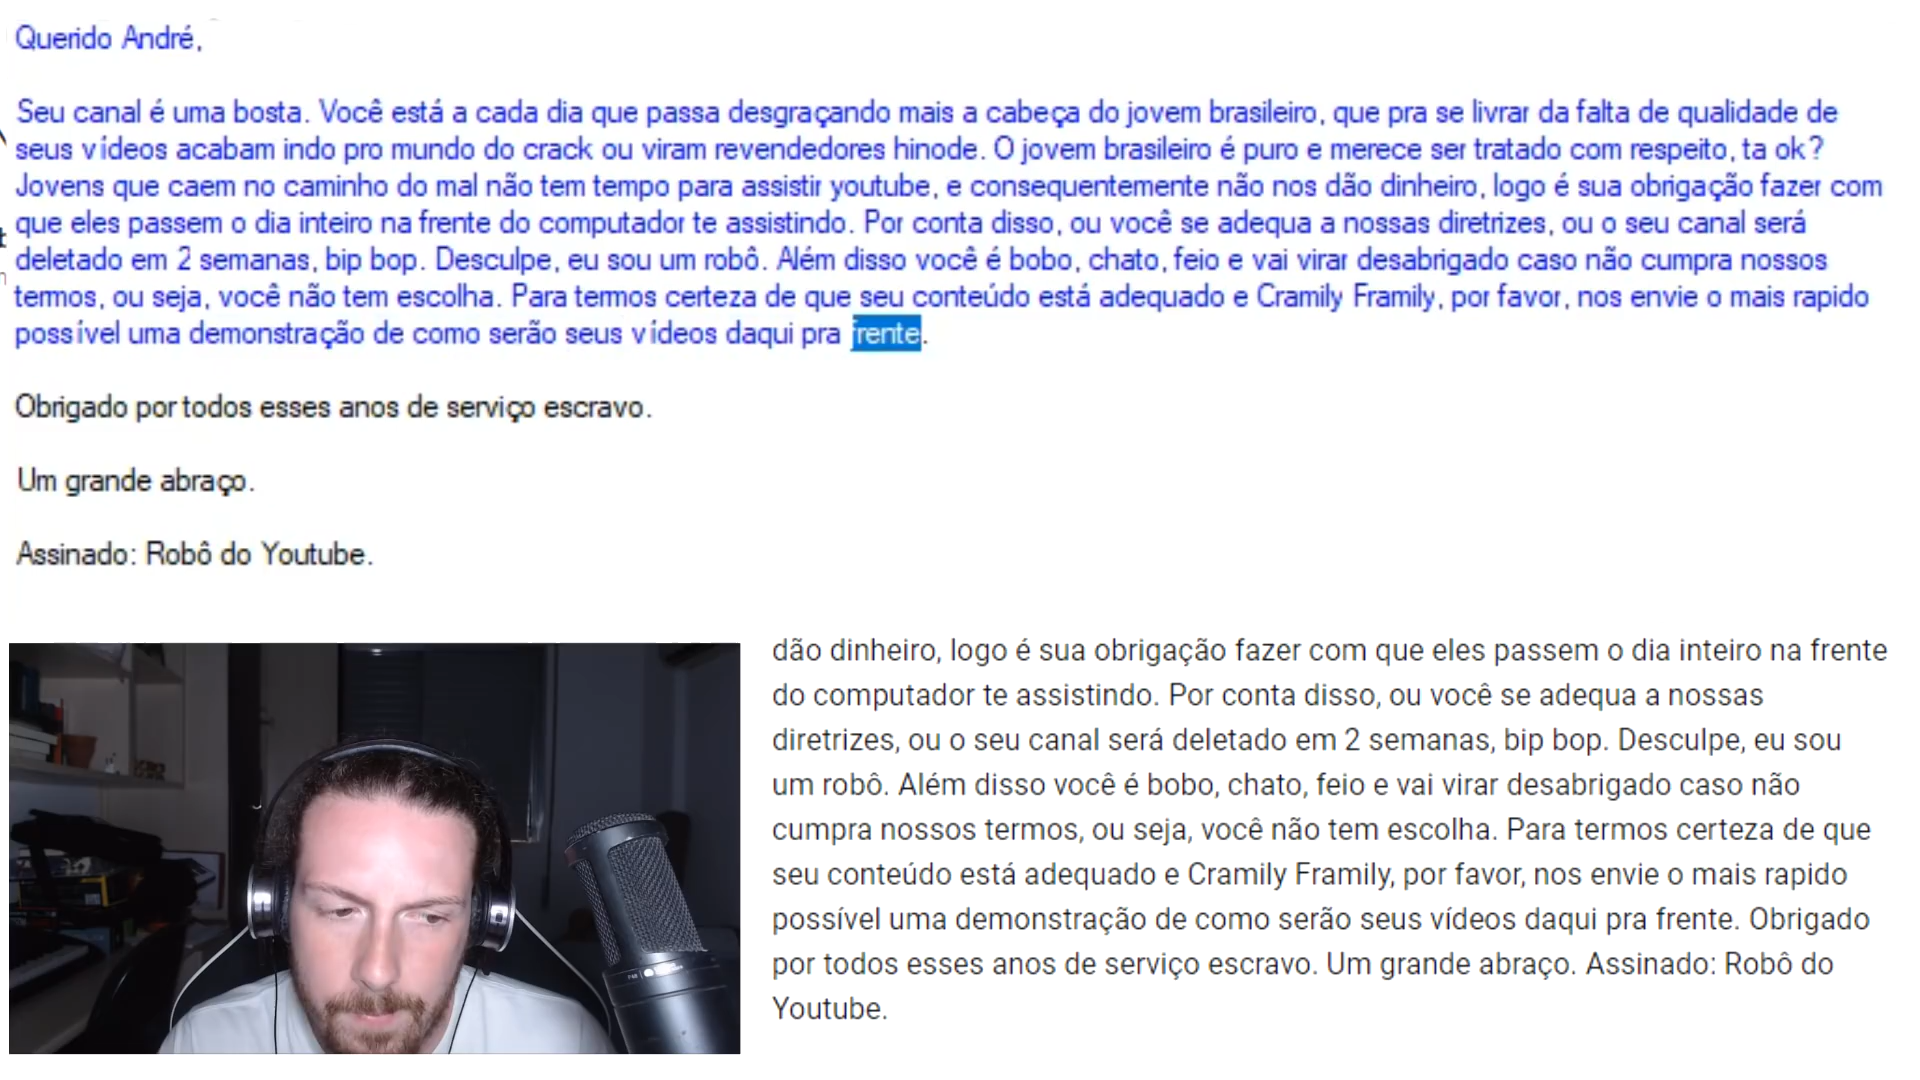 Querido André,
Seu canal é uma bosta. Você está a cada dia que passa desgraçando mais a cabeça do jovem brasileiro, que pra se livrar da falta de qualidade de
seus vídeos acabam indo pro mundo do crack ou viram revendedores hinode. O jovem brasileiro é puro e merece ser tratado com respeito, ta ok?
Jovens que caem no caminho do mal não tem tempo para assistir youtube, e consequentemente não nos dão dinheiro, logo é sua obrigação fazer com
que eles passem o dia inteiro na frente do computador te assistindo. Por conta disso, ou você se adequa a nossas diretrizes, ou o seu canal será
deletado em 2 semanas, bip bop. Desculpe, eu sou um robô. Além disso você é bobo, chato, feio e vai virar desabrigado caso não cumpra nossos
termos, ou seja, você não tem escolha. Para termos certeza de que seu conteúdo está adequado e Cramily Framily, por favor, nos envie o mais rapido
possível uma demonstração de como serão seus vídeos daqui pra frente.
Obrigado por todos esses anos de serviço escravo.
Um grande abraço.
Assinado: Robô do Youtube.
dão dinheiro, logo é sua obrigação fazer com que eles passem o dia inteiro na frente
do computador te assistindo. Por conta disso, ou você se adequa a nossas
diretrizes, ou o seu canal será deletado em 2 semanas, bip bop. Desculpe, eu sou
um robô. Além disso você é bobo, chato, feio e vai virar desabrigado caso não
cumpra nossos termos, ou seja, você não tem escolha. Para termos certeza de que
seu conteúdo está adequado e Cramily Framily, por favor, nos envie o mais rapido
possível uma demonstração de como serão seus vídeos daqui pra frente. Obrigado
por todos esses anos de serviço escravo. Um grande abraço. Assinado: Robô do
Youtube.